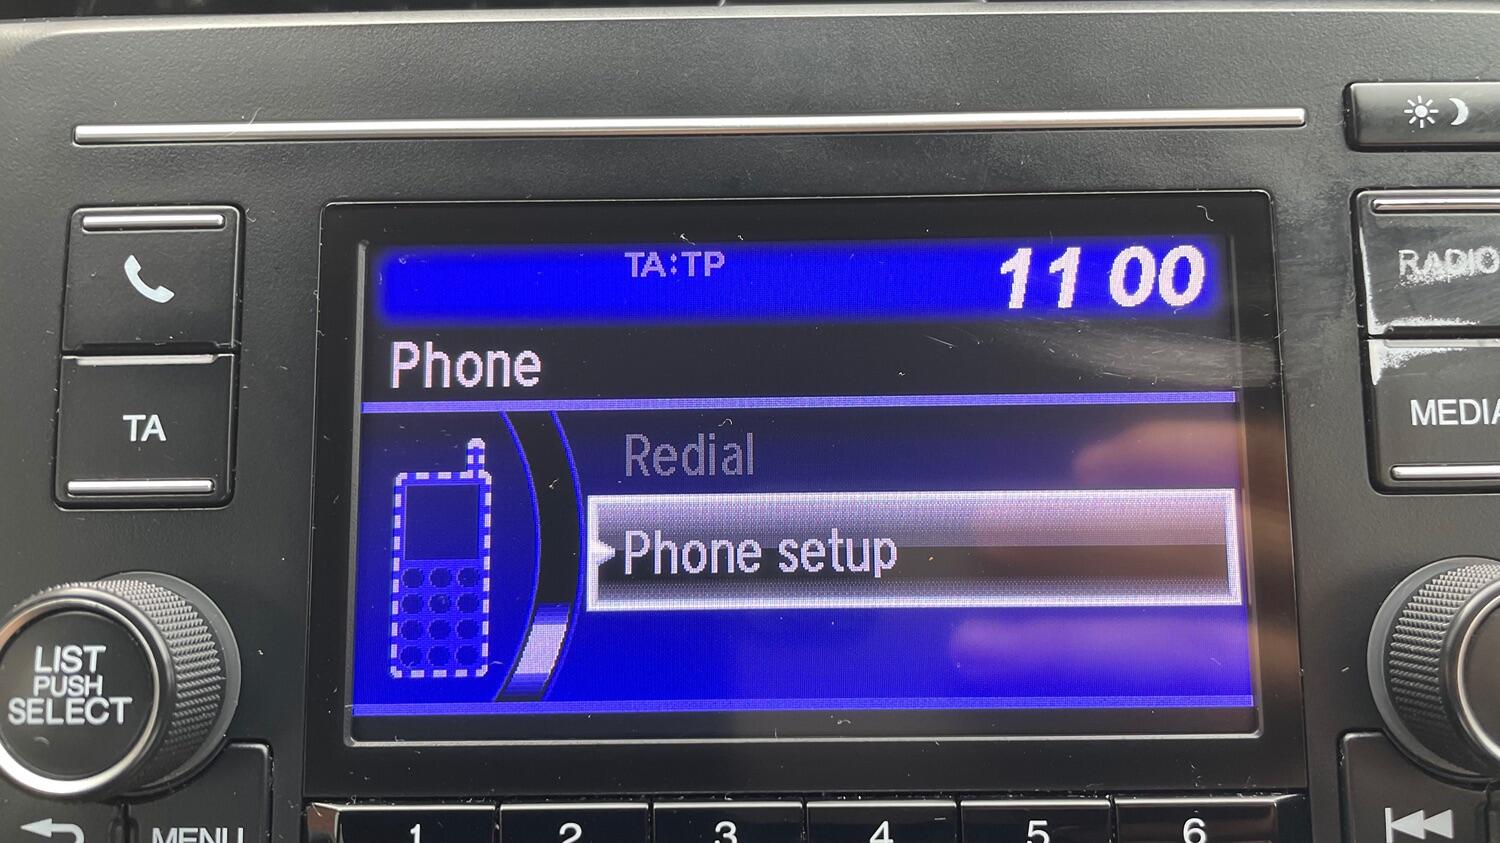 TA:TP
11 00
Phone
Redial
Phone setup
TA
LIST
PUSH
SELECT
RADIO
MEDIA
MENU
1 2 3 4 5 6